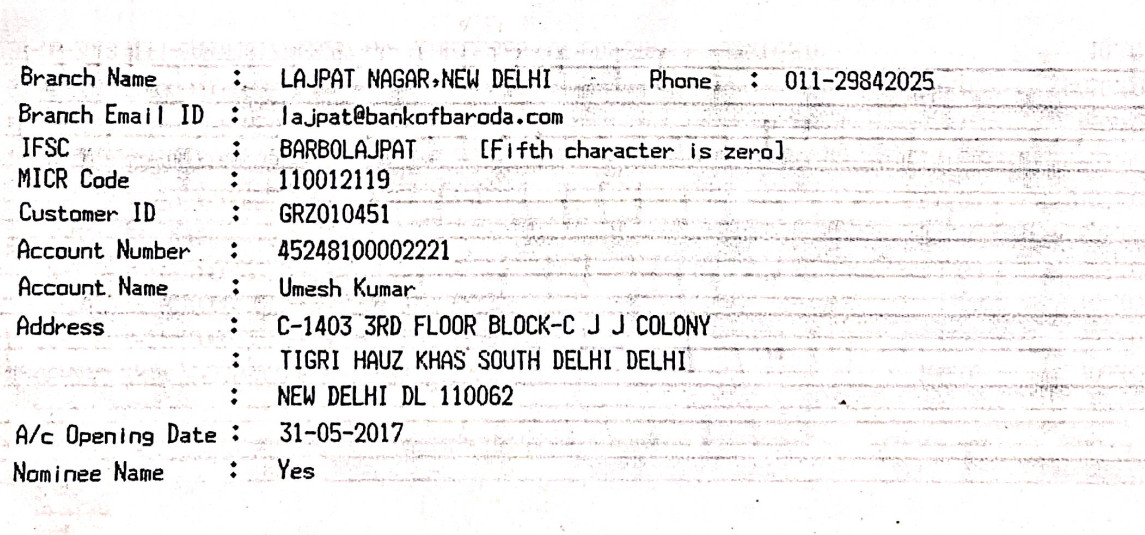 Branch Name : LAJPAT NAGAR,NEW DELHI Phone : 011-29842025
Branch Email ID : lajpat@bankofbaroda.com
IFSC : BARB0LAJPAT [Fifth character is zero]
MICR Code : 110012119
Customer ID : GRZ010451
Account Number : 45248100002221
Account Name : Umesh Kumar
Address : C-1403 3RD FLOOR BLOCK-C J J COLONY
: TIGRI HAUZ KHAS SOUTH DELHI DELHI
: NEW DELHI DL 110062
A/c Opening Date : 31-05-2017
Nominee Name : Yes